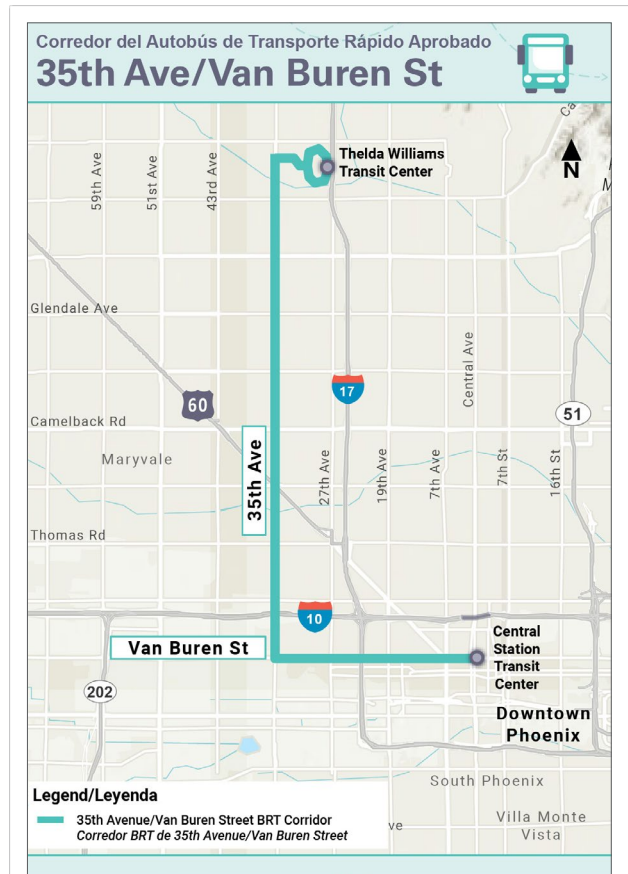 Corredor del Autobús de Transporte Rápido Aprobado
35th Ave/Van Buren St
Ca
N
M
Thelda Williams
Transit Center
59th Ave
51st Ave
43rd Ave
Glendale Ave
17
60
Central Ave
51
Camelback Rd
Maryvale
35th Ave
27th Ave
19th Ave
7th Ave
7th St
16th St
Thomas Rd
10
Van Buren St
Central
Station
Transit
Center
202
Downtown
Phoenix
South Phoenix
Villa Monte
Vista
ve
Legend/Leyenda
35th Avenue/Van Buren Street BRT Corridor
Corredor BRT de 35th Avenue/Van Buren Street